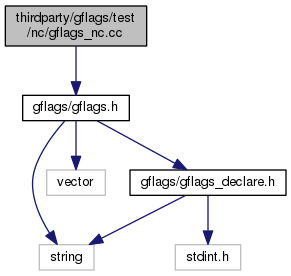 thirdparty/gflags/test
/nc/gflags_nc.cc
gflags/gflags.h
vector
gflags/gflags_declare.h
string
stdint.h